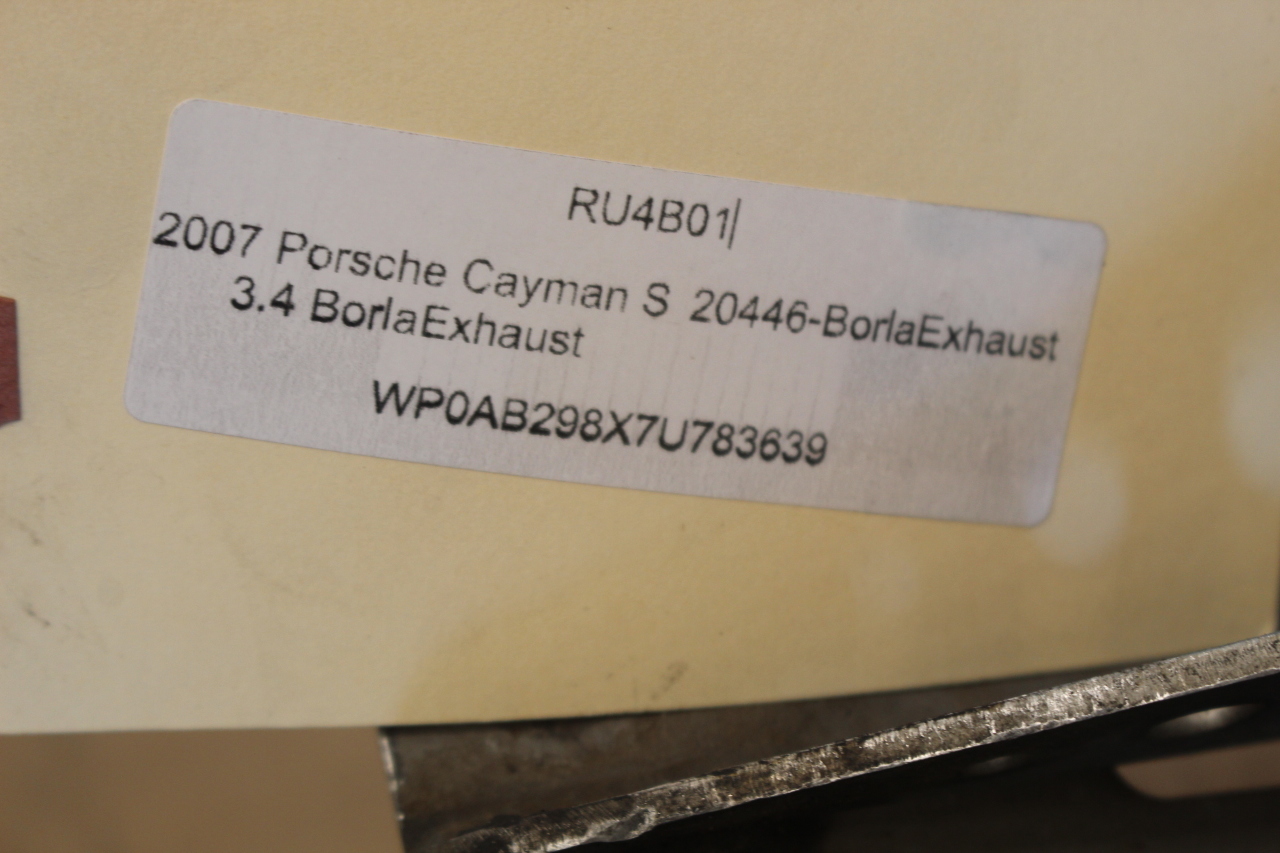 RU4B01|
2007 Porsche Cayman S 20446-BorlaExhaust
3.4 BorlaExhaust
WP0AB298X7U783639